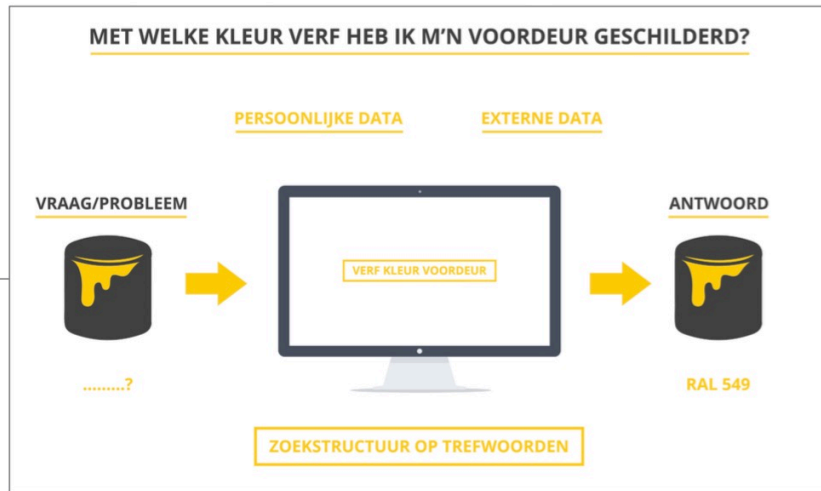 MET WELKE KLEUR VERF HEB IK M'N VOORDEUR GESCHILDERD?
PERSOONLIJKE DATA
EXTERNE DATA
VRAAG/PROBLEEM
ANTWOORD
VERF KLEUR VOORDEUR
.........?
RAL 549
ZOEKSTRUCTUUR OP TREFWOORDEN